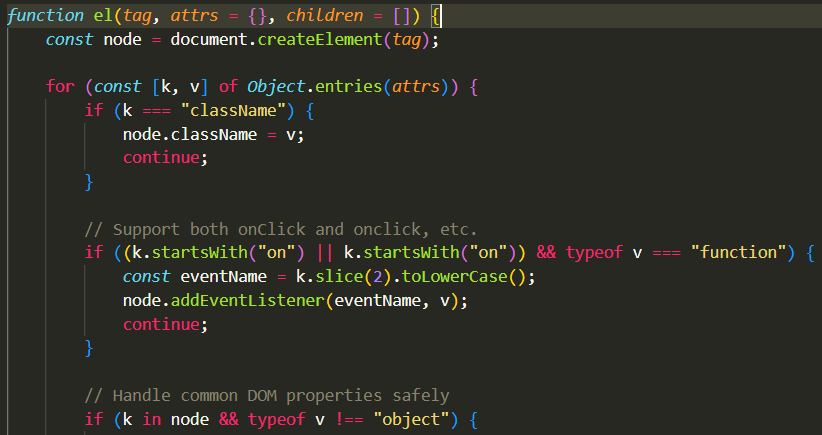 function el(tag, attrs = {}, children = []) {
const node = document.createElement(tag);
for (const [k, v] of Object.entries(attrs)) {
if (k === "className") {
node.className = v;
continue;
}
// Support both onClick and onclick, etc.
if ((k.startsWith("on") || k.startsWith("on")) && typeof v === "function") {
const eventName = k.slice(2).toLowerCase();
node.addEventListener(eventName, v);
continue;
}
// Handle common DOM properties safely
if (k in node && typeof v !== "object") {